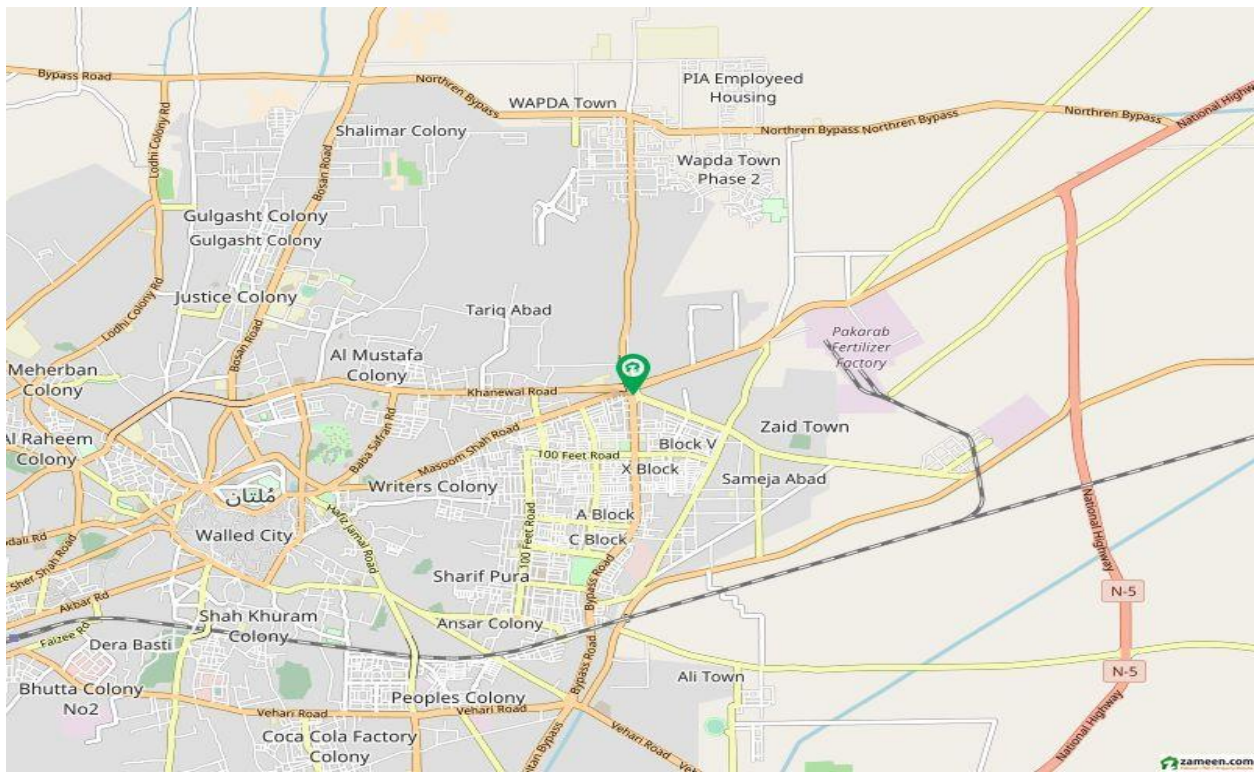 Bypass Road
Northren Bypass
WAPDA Town
PIA Employeed
Housing
Northren Bypass
Northren Bypass
Northren Bypass
National Highw
Lodhi Colony Rd
Shalimar Colony
Bosan Road
Wapda Town
Phase 2
Gulgasht Colony
Gulgasht Colony
Lodhi Colony Rd
Justice Colony
Tariq Abad
Bosan Road
Pakarab
Fertilizer
Factory
Al Mustafa
Colony
Meherban
Colony
Khanewal Road
Baba Safran Rd
Masoom Shah Road
Al Raheem
Colony
Block V
Zaid Town
100 Feet Road
X Block
Sameja Abad
Writers Colony
مُلتان
Walled City
Hafiz Jamal Road
A Block
C Block
100 Feet Road
National Highway
Sher Shah Road
Sharif Pura
Bypass Road
Akbar Rd
Faizee Rd
Shah Khuram
Colony
Ansar Colony
N-5
Dera Basti
Bypass Road
Ali Town
N-5
Bhutta Colony
No2
Peoples Colony
Vehari Road
Vehari Road
Vehari Road
Coca Cola Factory
Colony
National Highway
zameen.com